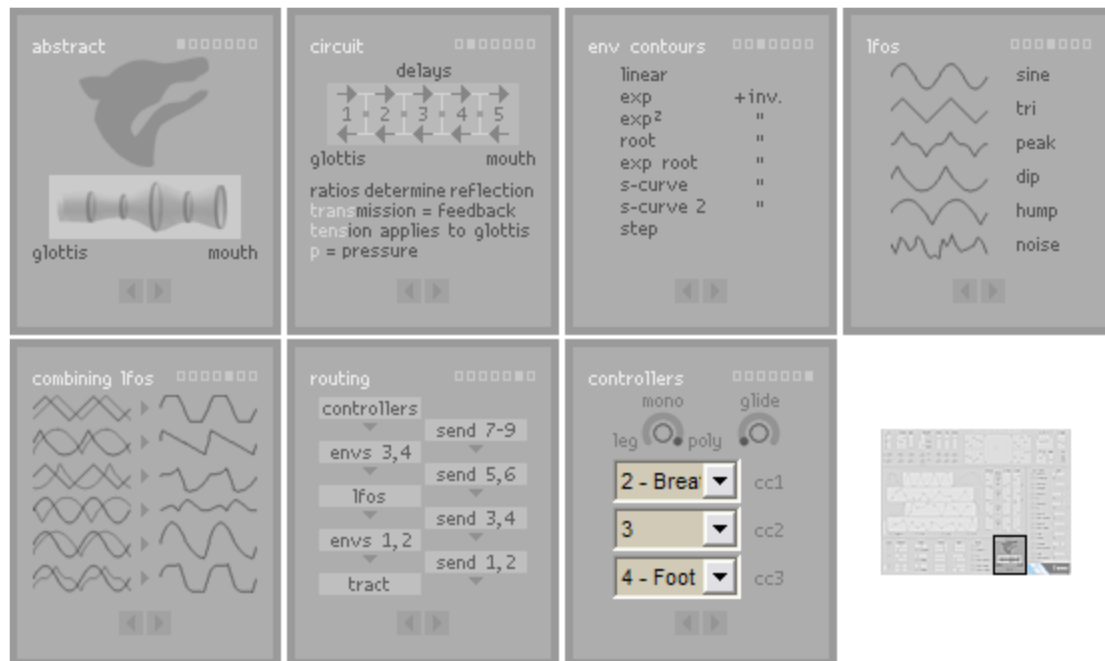 abstract
glottis mouth
circuit
delays
1 2 3 4 5
glottis mouth
ratios determine reflection
transmission = feedback
tension applies to glottis
p = pressure
env contours
linear
exp +inv.
exp² "
root "
exp root "
s-curve "
s-curve 2 "
step
lfos
sine
tri
peak
dip
hump
noise
combining lfos
routing
controllers
send 7-9
envs 3,4
send 5,6
lfos
send 3,4
envs 1,2
send 1,2
tract
controllers
mono glide
leg poly
2 - Brea cc1
3 cc2
4 - Foot cc3